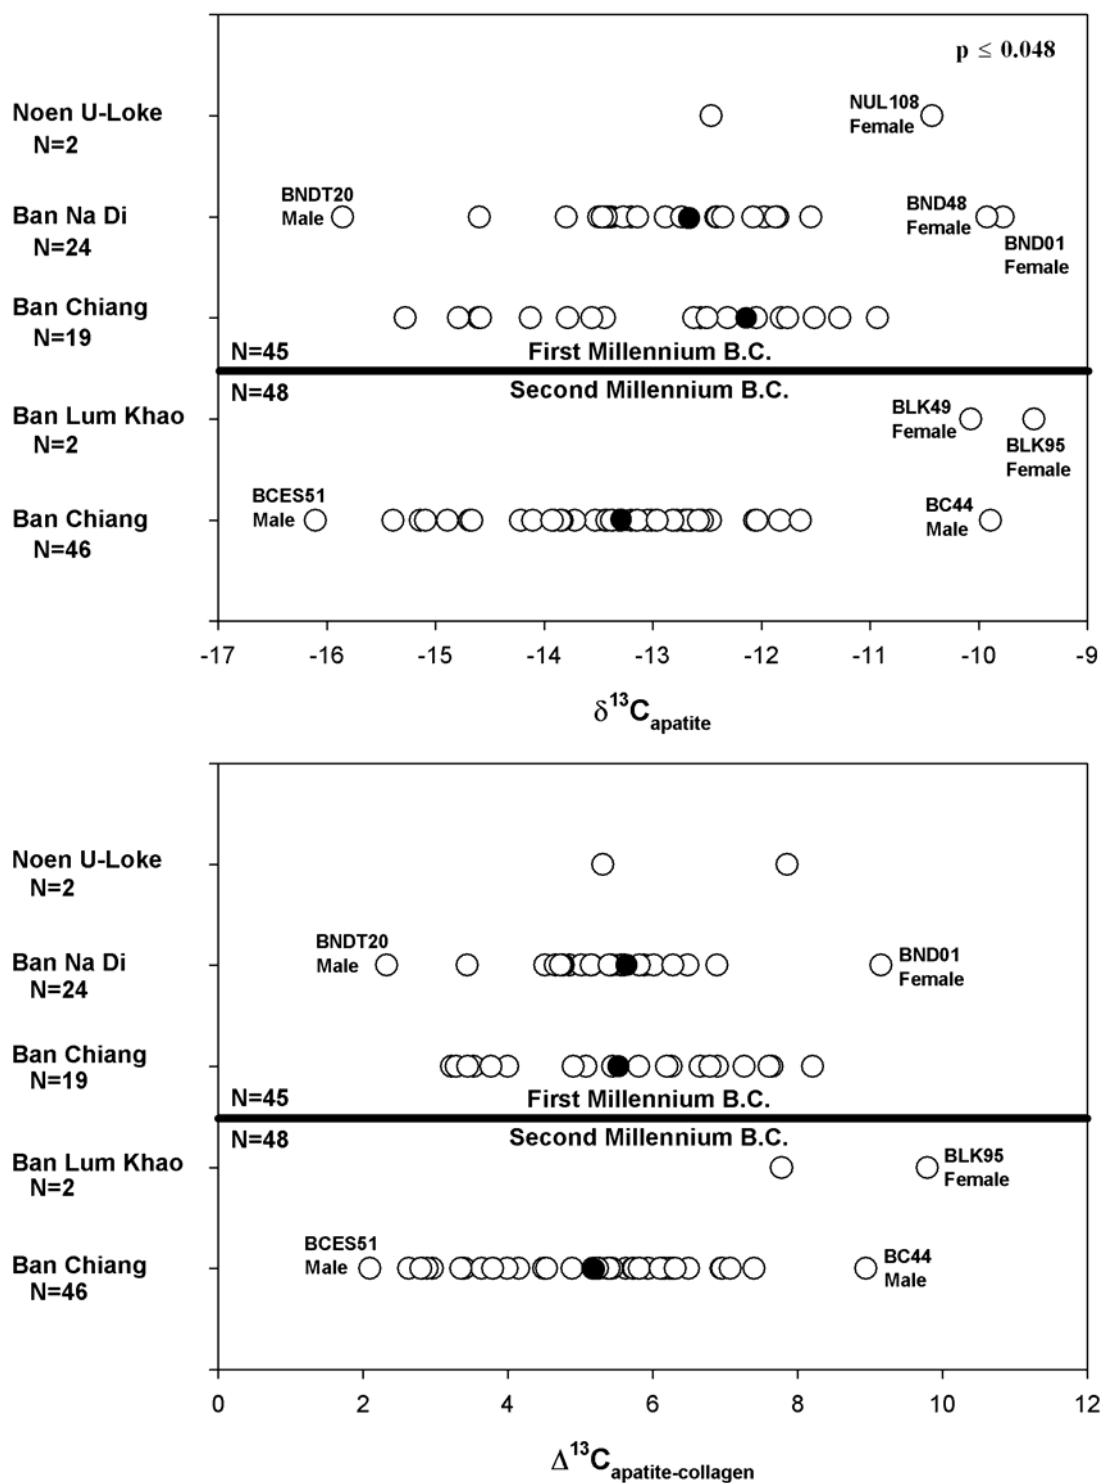 p ≤ 0.048
Noen U-Loke
N=2
NUL108
Female
Ban Na Di
N=24
BNDT20
Male
BND48
Female
BND01
Female
Ban Chiang
N=19
N=45
First Millennium B.C.
N=48
Second Millennium B.C.
Ban Lum Khao
N=2
BLK49
Female
BLK95
Female
Ban Chiang
N=46
BCES51
Male
BC44
Male
-17 -16 -15 -14 -13 -12 -11 -10 -9
δ¹³C apatite
Noen U-Loke
N=2
Ban Na Di
N=24
BNDT20
Male
BND01
Female
Ban Chiang
N=19
N=45
First Millennium B.C.
N=48
Second Millennium B.C.
Ban Lum Khao
N=2
BLK95
Female
Ban Chiang
N=46
BCES51
Male
BC44
Male
0 2 4 6 8 10 12
Δ¹³C apatite-collagen